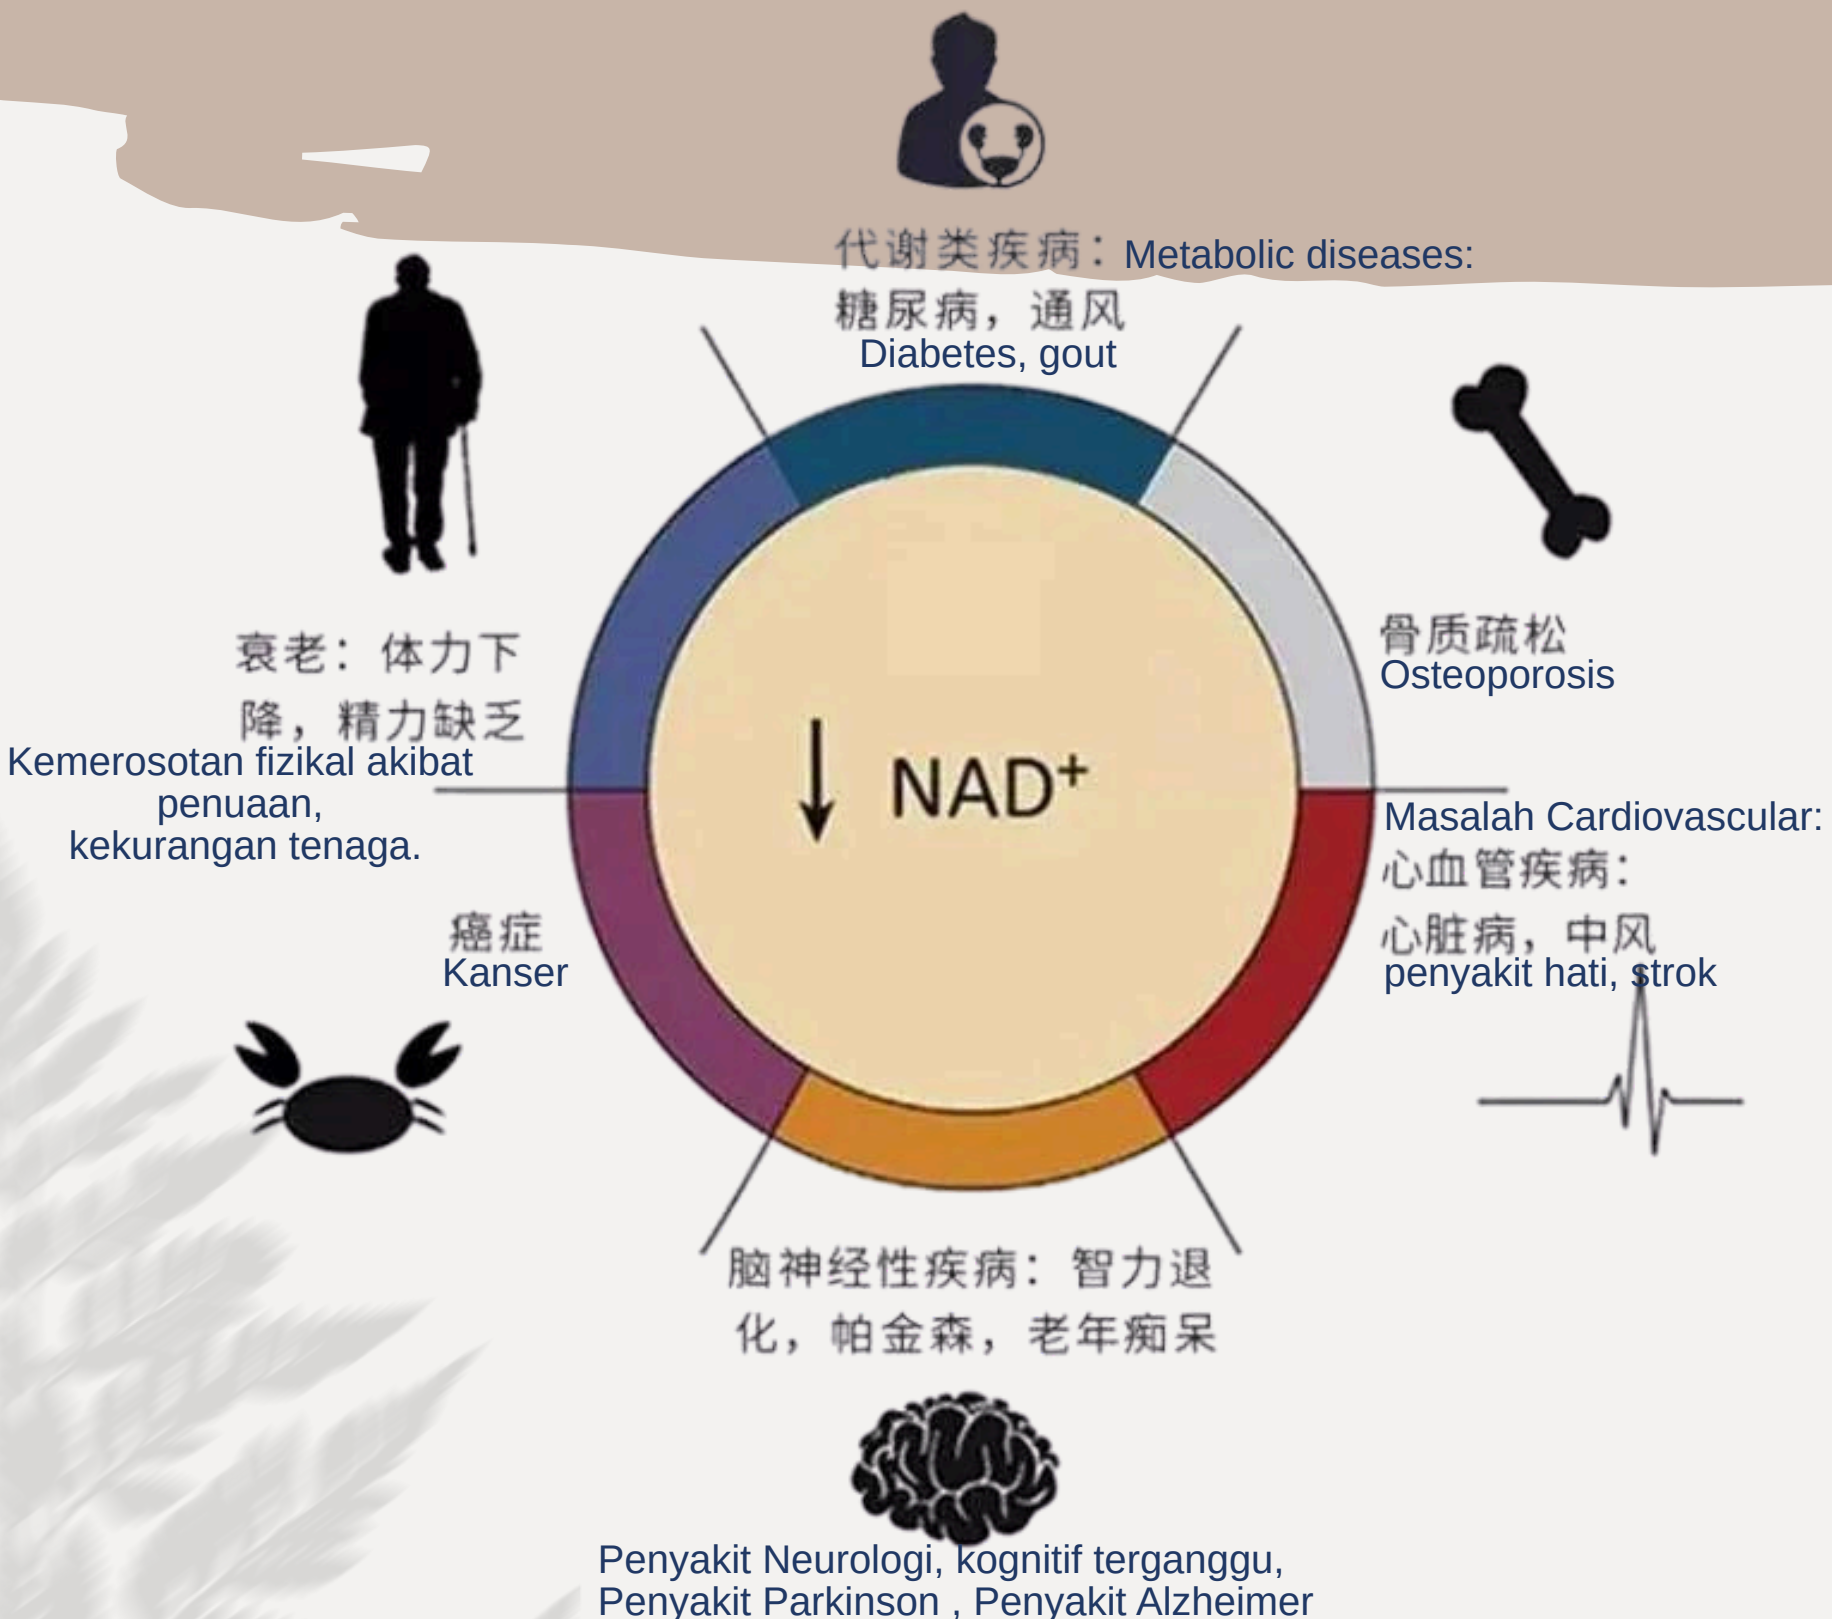 代谢类疾病：Metabolic diseases:
糖尿病，通风
Diabetes, gout
衰老：体力下
降，精力缺乏
Kemerosotan fizikal akibat
penuaan,
kekurangan tenaga.
骨质疏松
Osteoporosis
↓ NAD⁺
Masalah Cardiovascular:
心血管疾病：
心脏病，中风
penyakit hati, strok
癌症
Kanser
脑神经性疾病：智力退
化，帕金森，老年痴呆
Penyakit Neurologi, kognitif terganggu,
Penyakit Parkinson , Penyakit Alzheimer